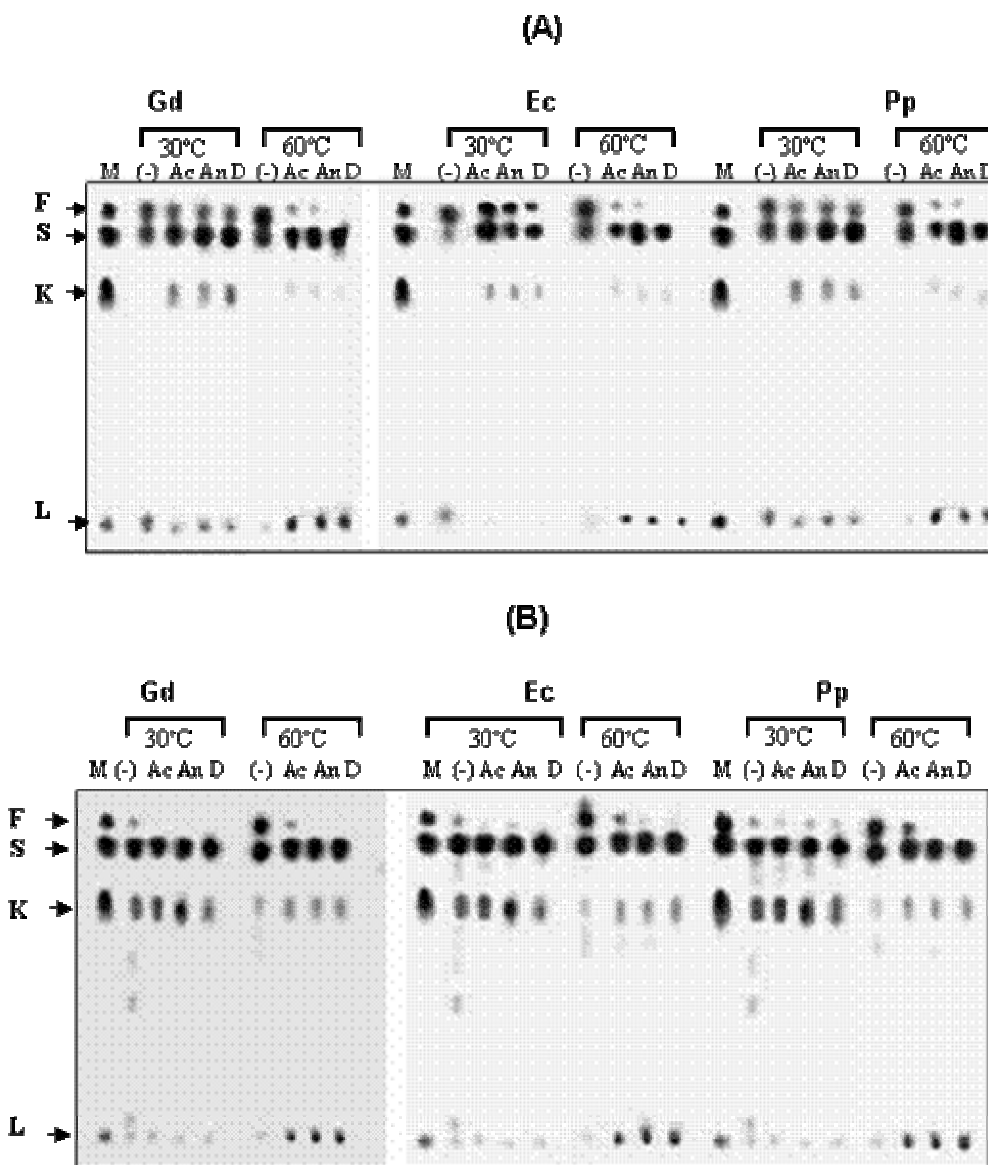 (A)
Gd Ec Pp
30°C 60°C 30°C 60°C 30°C 60°C
M (-) Ac An D (-) Ac An D M (-) Ac An D (-) Ac An D M (-) Ac An D (-) Ac An D
F
S
K
L
(B)
Gd Ec Pp
30°C 60°C 30°C 60°C 30°C 60°C
M (-) Ac An D (-) Ac An D M (-) Ac An D (-) Ac An D M (-) Ac An D (-) Ac An D
F
S
K
L